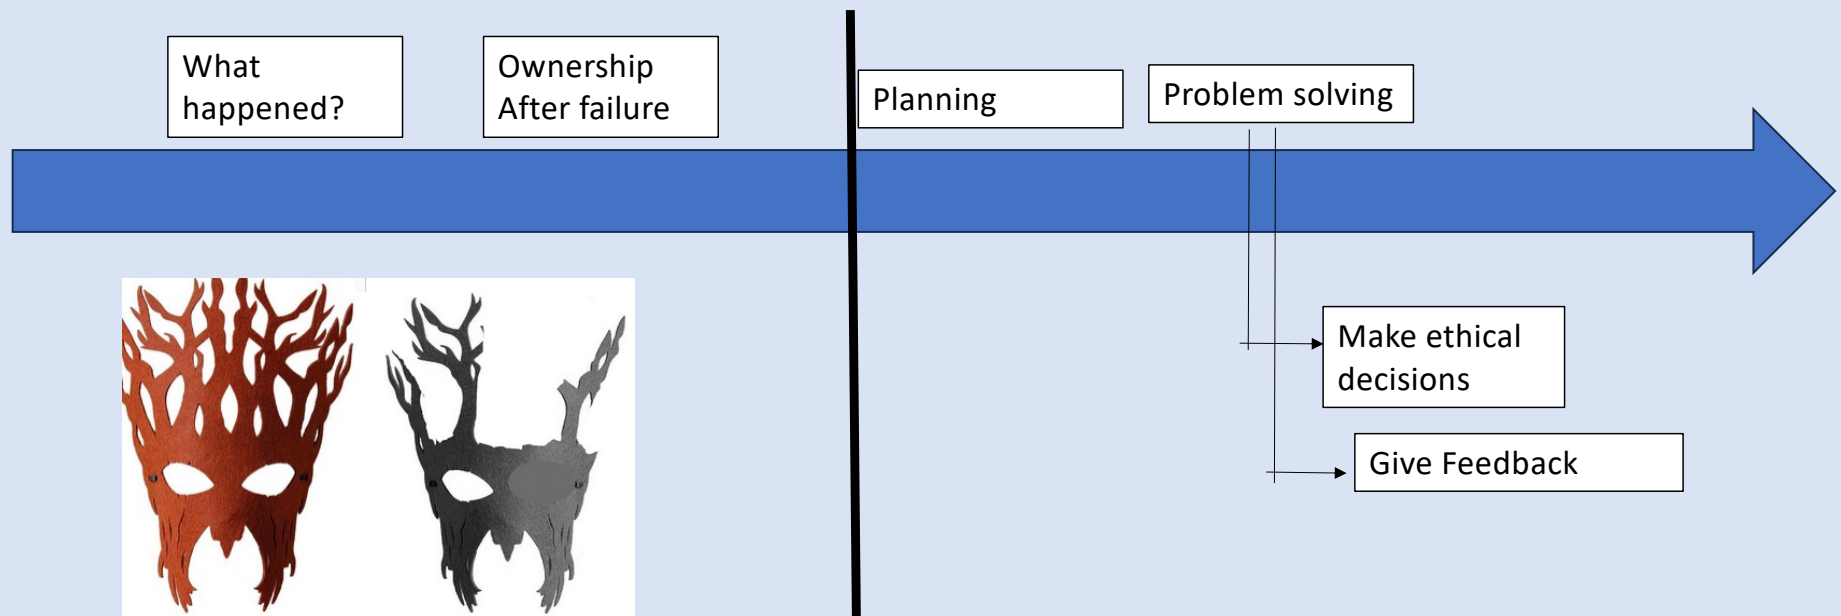 What
happened?
Ownership
After failure
Planning
Problem solving
Make ethical
decisions
Give Feedback